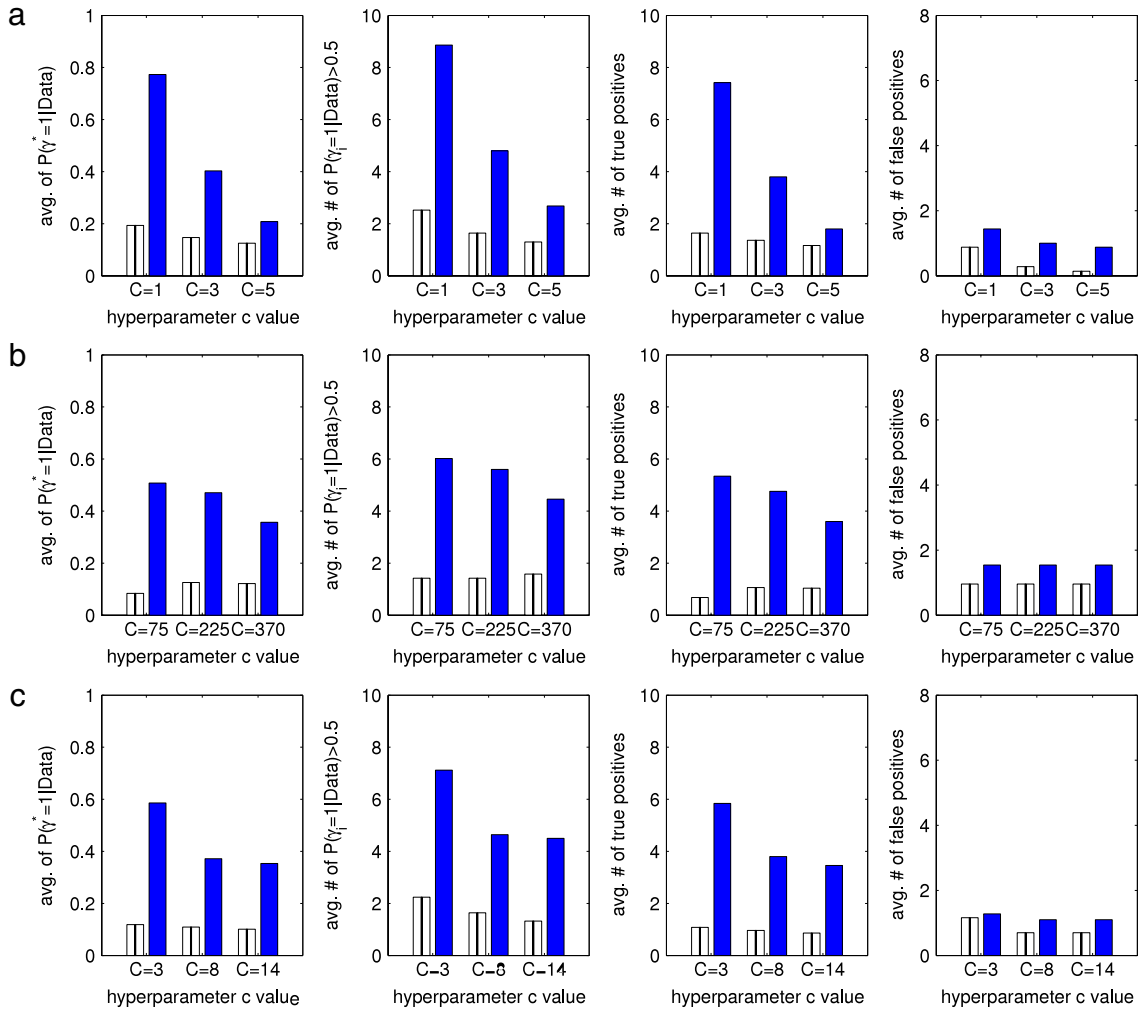 a
avg. of P(γ*=1|Data)
1
0.8
0.6
0.4
0.2
0
C=1 C=3 C=5
hyperparameter c value
avg. # of P(γi=1|Data)>0.5
10
8
6
4
2
0
C=1 C=3 C=5
hyperparameter c value
avg. # of true positives
10
8
6
4
2
0
C=1 C=3 C=5
hyperparameter c value
avg. # of false positives
8
6
4
2
0
C=1 C=3 C=5
hyperparameter c value
b
avg. of P(γ*=1|Data)
1
0.8
0.6
0.4
0.2
0
C=75 C=225 C=370
hyperparameter c value
avg. # of P(γi=1|Data)>0.5
10
8
6
4
2
0
C=75 C=225 C=370
hyperparameter c value
avg. # of true positives
10
8
6
4
2
0
C=75 C=225 C=370
hyperparameter c value
avg. # of false positives
8
6
4
2
0
C=75 C=225 C=370
hyperparameter c value
c
avg. of P(γ*=1|Data)
1
0.8
0.6
0.4
0.2
0
C=3 C=8 C=14
hyperparameter c value
avg. # of P(γi=1|Data)>0.5
10
8
6
4
2
0
C=3 C=8 C=14
hyperparameter c value
avg. # of true positives
10
8
6
4
2
0
C=3 C=8 C=14
hyperparameter c value
avg. # of false positives
8
6
4
2
0
C=3 C=8 C=14
hyperparameter c value